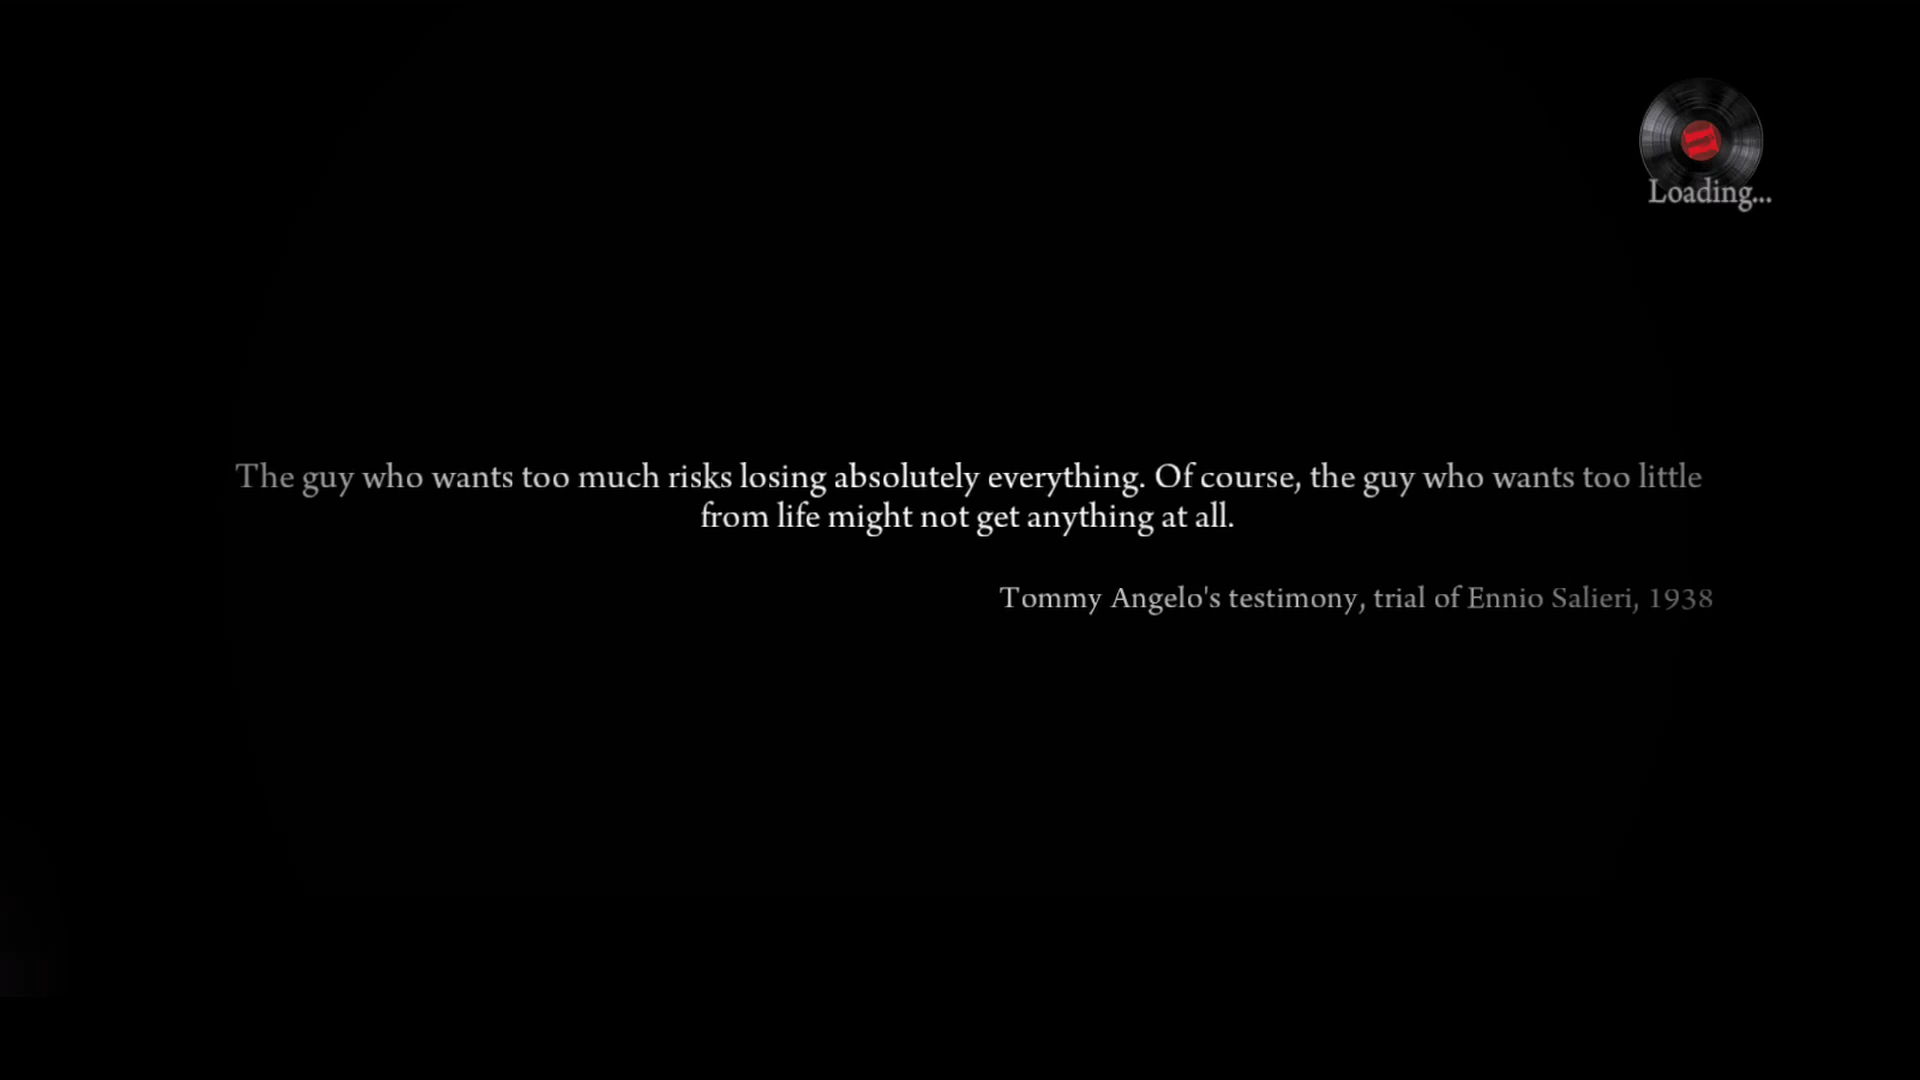 Loading...
The guy who wants too much risks losing absolutely everything. Of course, the guy who wants too little
from life might not get anything at all.
Tommy Angelo's testimony, trial of Ennio Salieri, 1938